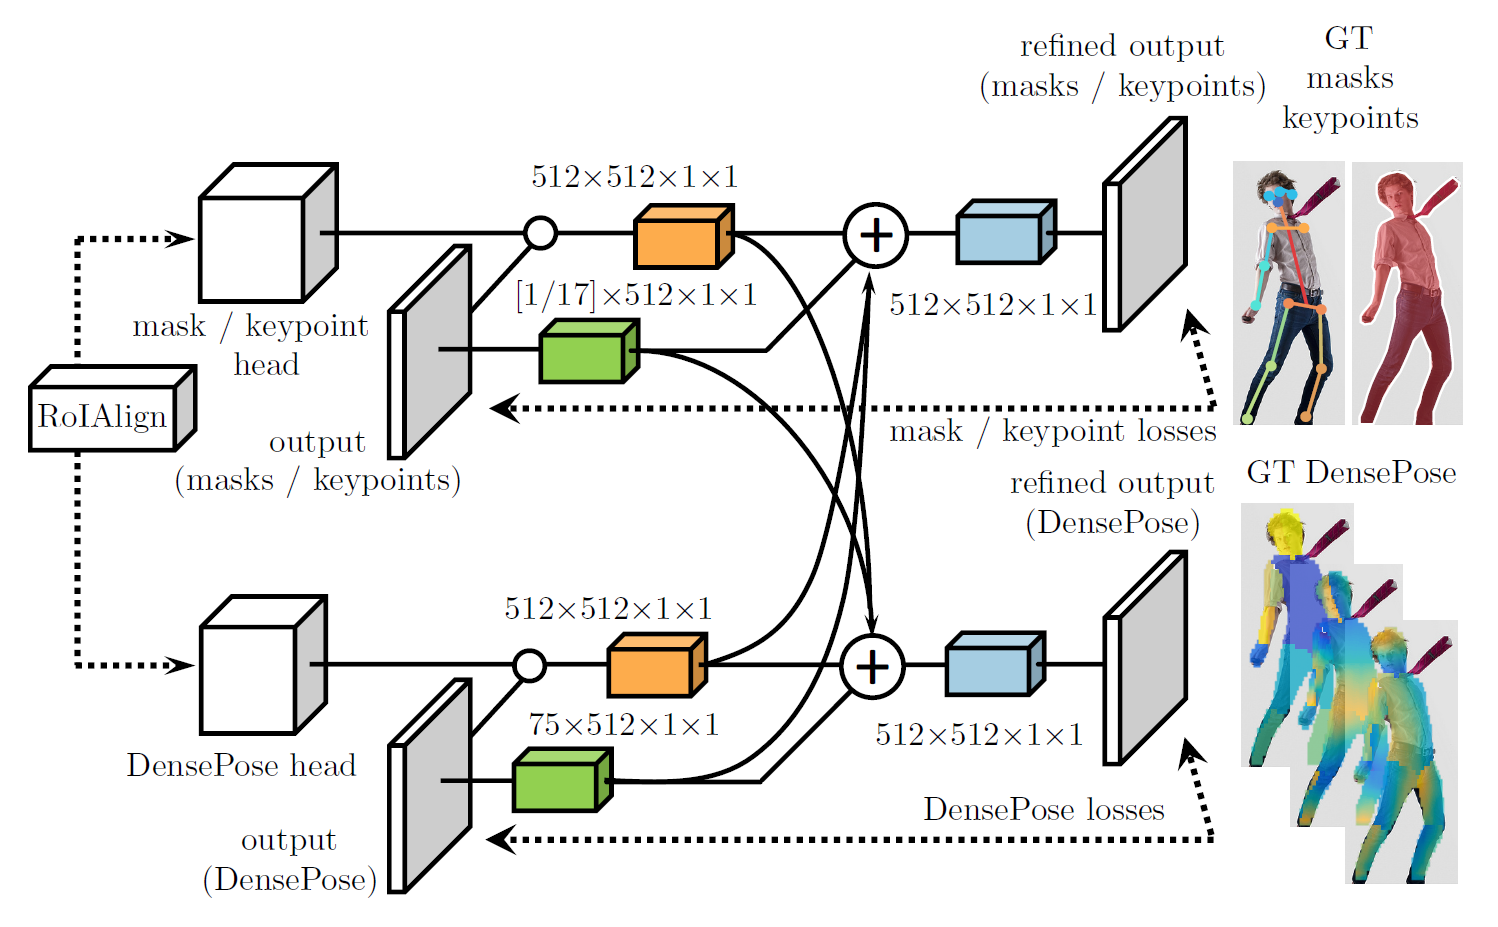 refined output
(masks / keypoints)
GT
masks
keypoints
512×512×1×1
+
[1/17]×512×1×1
512×512×1×1
mask / keypoint
head
RoIAlign
output
(masks / keypoints)
mask / keypoint losses
refined output
(DensePose)
GT DensePose
512×512×1×1
+
75×512×1×1
512×512×1×1
DensePose head
output
(DensePose)
DensePose losses